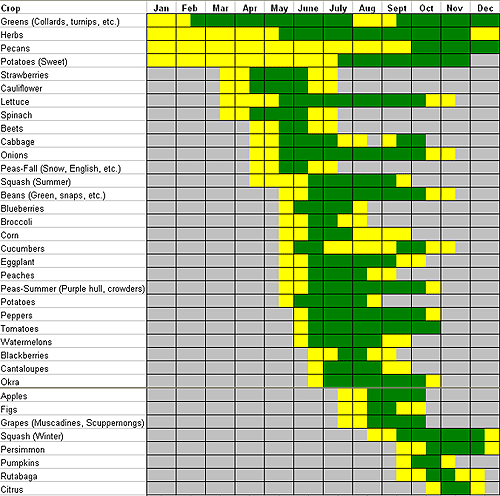 Crop Jan Feb Mar Apr May June July Aug Sept Oct Nov Dec
Greens (Collards, turnips, etc.)
Herbs
Pecans
Potatoes (Sweet)
Strawberries
Cauliflower
Lettuce
Spinach
Beets
Cabbage
Onions
Peas-Fall (Snow, English, etc.)
Squash (Summer)
Beans (Green, snaps, etc.)
Blueberries
Broccoli
Corn
Cucumbers
Eggplant
Peaches
Peas-Summer (Purple hull, crowders)
Potatoes
Peppers
Tomatoes
Watermelons
Blackberries
Cantaloupes
Okra
Apples
Figs
Grapes (Muscadines, Scuppernongs)
Squash (Winter)
Persimmon
Pumpkins
Rutabaga
Citrus